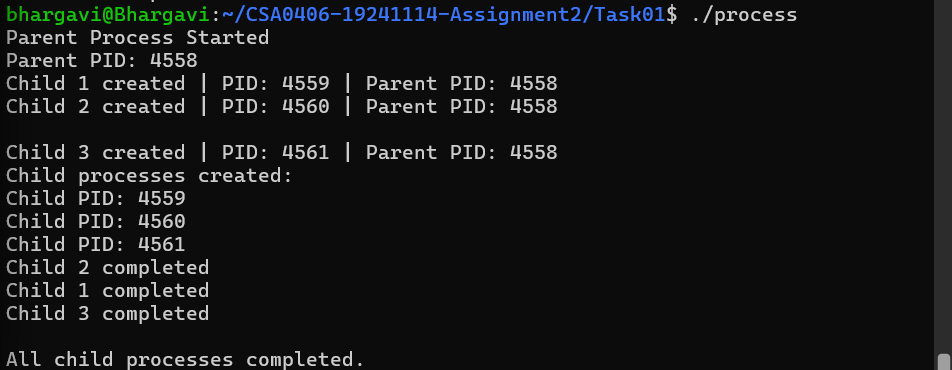 bhargavi@Bhargavi:~/CSA0406-19241114-Assignment2/Task01$ ./process
Parent Process Started
Parent PID: 4558
Child 1 created | PID: 4559 | Parent PID: 4558
Child 2 created | PID: 4560 | Parent PID: 4558
Child 3 created | PID: 4561 | Parent PID: 4558
Child processes created:
Child PID: 4559
Child PID: 4560
Child PID: 4561
Child 2 completed
Child 1 completed
Child 3 completed
All child processes completed.